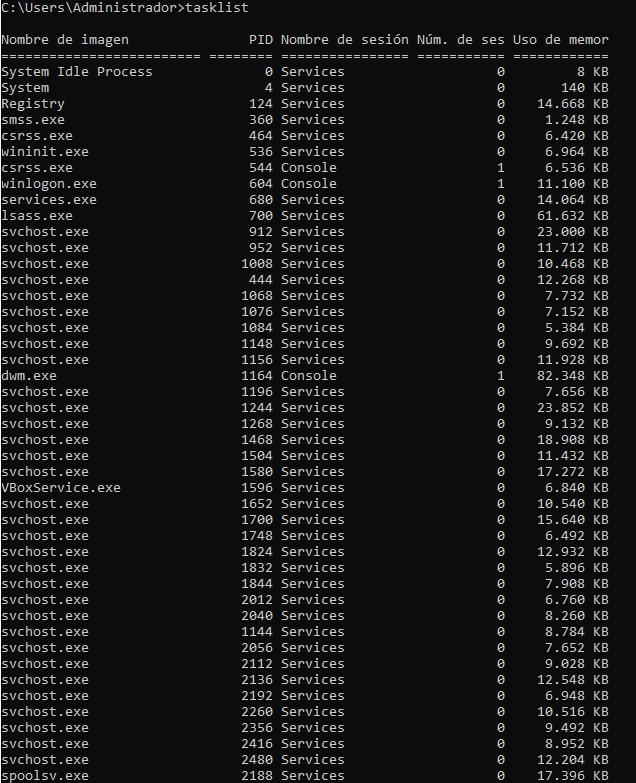 C:\Users\Administrador>tasklist
Nombre de imagen PID Nombre de sesión Núm. de ses Uso de memor
========================= ======== ================ =========== ============
System Idle Process 0 Services 0 8 KB
System 4 Services 0 140 KB
Registry 124 Services 0 14.668 KB
smss.exe 360 Services 0 1.248 KB
csrss.exe 464 Services 0 6.420 KB
wininit.exe 536 Services 0 6.964 KB
csrss.exe 544 Console 1 6.536 KB
winlogon.exe 604 Console 1 11.100 KB
services.exe 680 Services 0 14.064 KB
lsass.exe 700 Services 0 61.632 KB
svchost.exe 912 Services 0 23.000 KB
svchost.exe 952 Services 0 11.712 KB
svchost.exe 1008 Services 0 10.468 KB
svchost.exe 444 Services 0 12.268 KB
svchost.exe 1068 Services 0 7.732 KB
svchost.exe 1076 Services 0 7.152 KB
svchost.exe 1084 Services 0 5.384 KB
svchost.exe 1148 Services 0 9.692 KB
svchost.exe 1156 Services 0 11.928 KB
dwm.exe 1164 Console 1 82.348 KB
svchost.exe 1196 Services 0 7.656 KB
svchost.exe 1244 Services 0 23.852 KB
svchost.exe 1268 Services 0 9.132 KB
svchost.exe 1468 Services 0 18.908 KB
svchost.exe 1504 Services 0 11.432 KB
svchost.exe 1580 Services 0 17.272 KB
VBoxService.exe 1596 Services 0 6.840 KB
svchost.exe 1652 Services 0 10.540 KB
svchost.exe 1700 Services 0 15.640 KB
svchost.exe 1748 Services 0 6.492 KB
svchost.exe 1824 Services 0 12.932 KB
svchost.exe 1832 Services 0 5.896 KB
svchost.exe 1844 Services 0 7.908 KB
svchost.exe 2012 Services 0 6.760 KB
svchost.exe 2040 Services 0 8.260 KB
svchost.exe 1144 Services 0 8.784 KB
svchost.exe 2056 Services 0 7.652 KB
svchost.exe 2112 Services 0 9.028 KB
svchost.exe 2136 Services 0 12.548 KB
svchost.exe 2192 Services 0 6.948 KB
svchost.exe 2260 Services 0 10.516 KB
svchost.exe 2356 Services 0 9.492 KB
svchost.exe 2416 Services 0 8.952 KB
svchost.exe 2480 Services 0 12.204 KB
spoolsv.exe 2188 Services 0 17.396 KB